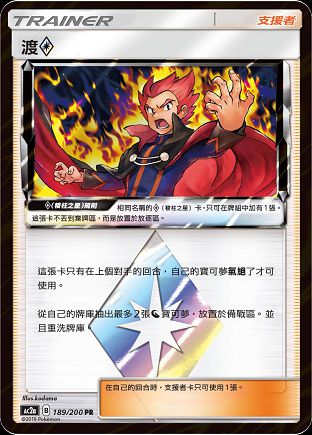 TRAINER
支援者
渡◇
◇(稜柱之星)規則
相同名稱的◇(稜柱之星)卡,只可在牌組中加有1張。
這張卡不丟到棄牌區,而是放置於放逐區。
這張卡只有在上個對手的回合,自己的寶可夢氣絕了才可
使用。
從自己的牌庫抽出最多2張寶可夢,放置於備戰區。並
且重洗牌庫。
Illus.kodama
AC2a B 189/200 PR
©2019 Pokémon
在自己的回合時,支援者卡只可使用1張。